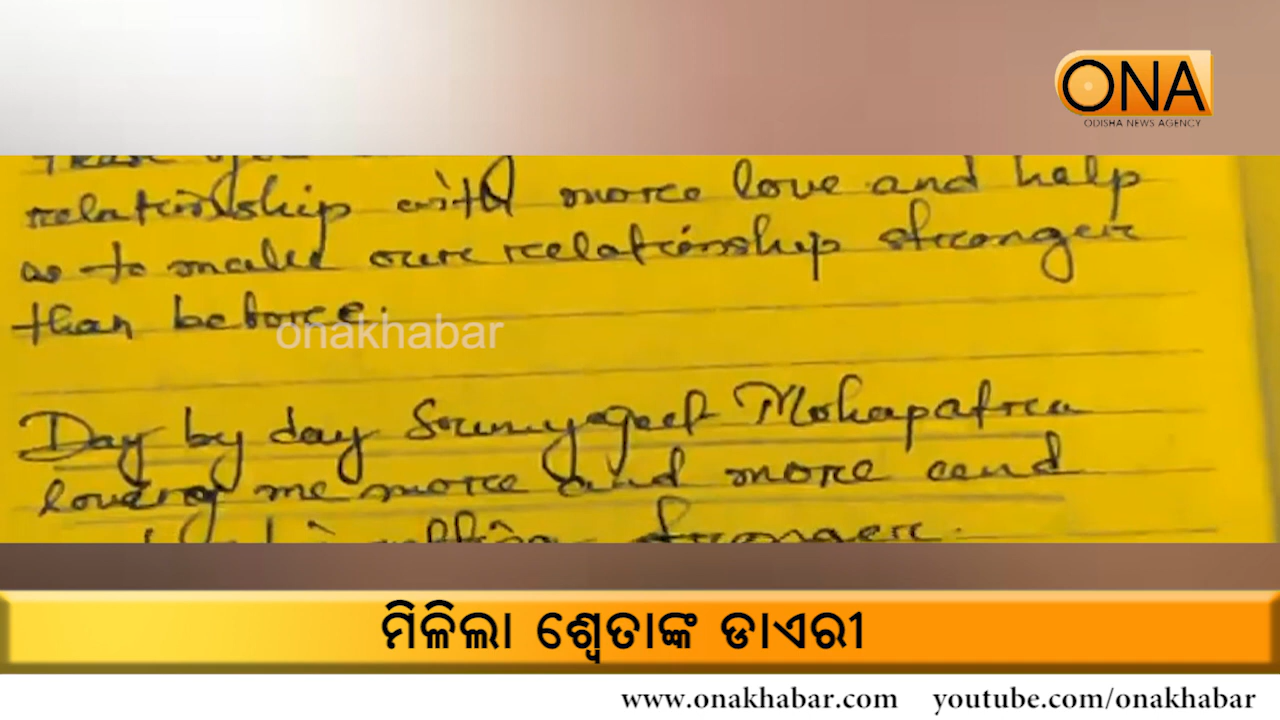 ONA
ODISHA NEWS AGENCY
relationship with more love and help
us to make our relationship stronger
than before.
onakhabar
Day by day Soumyajeet Mohapatra
loving me more and more and
stronger.
ମିଳିଲା ଶ୍ୱେତାଙ୍କ ଡାଏରୀ
www.onakhabar.com youtube.com/onakhabar